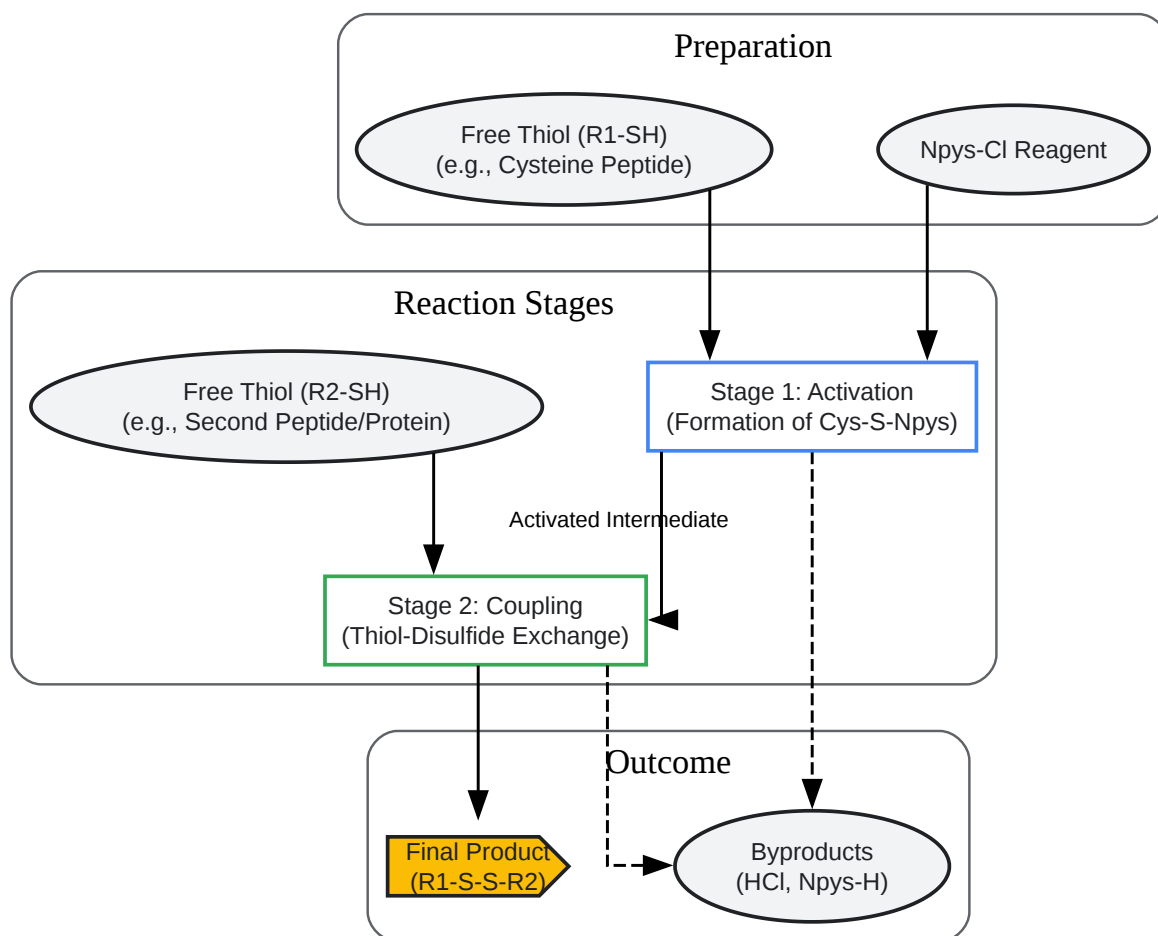 Preparation
Free Thiol (R1-SH)
(e.g., Cysteine Peptide)
Npys-Cl Reagent
Reaction Stages
Free Thiol (R2-SH)
(e.g., Second Peptide/Protein)
Stage 1: Activation
(Formation of Cys-S-Npys)
Activated Intermediate
Stage 2: Coupling
(Thiol-Disulfide Exchange)
Outcome
Final Product
(R1-S-S-R2)
Byproducts
(HCl, Npys-H)